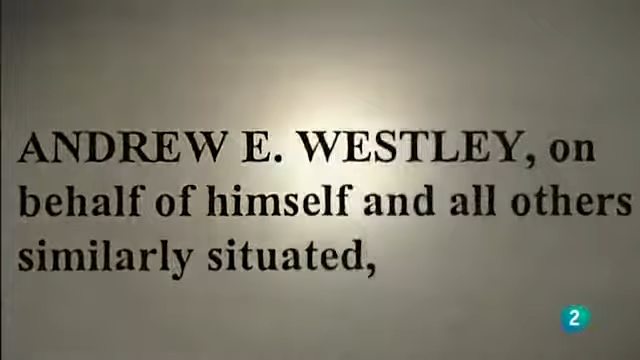 ANDREW E. WESTLEY, on
behalf of himself and all others
similarly situated,
2